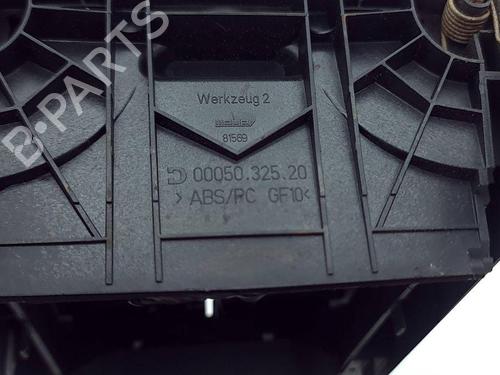 B-PARTS
Werkzeug 2
81569
00050.325.20
>ABS/PC GF10<